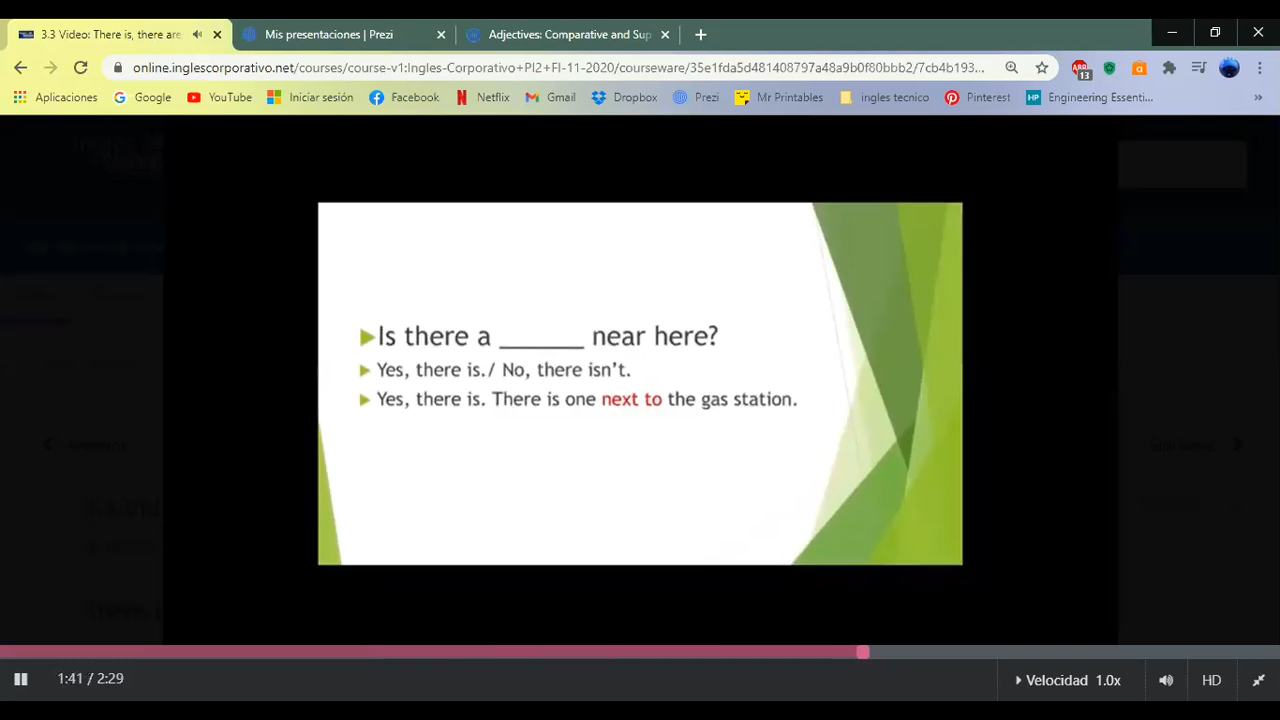 3.3 Video: There is, there are
Mis presentaciones | Prezi
Adjectives: Comparative and Sup
online.inglescorporativo.net/courses/course-v1:Ingles-Corporativo+PI2+FI-11-2020/courseware/35e1fda5d481408797a48a9b0f80bbb2/7cb4b193...
13
Aplicaciones
Google
YouTube
Iniciar sesión
Facebook
Netflix
Gmail
Dropbox
Prezi
Mr Printables
ingles tecnico
Pinterest
HP
Engineering Essenti...
Is there a ______ near here?
Yes, there is./ No, there isn't.
Yes, there is. There is one next to the gas station.
1:41 / 2:29
Velocidad 1.0x
HD